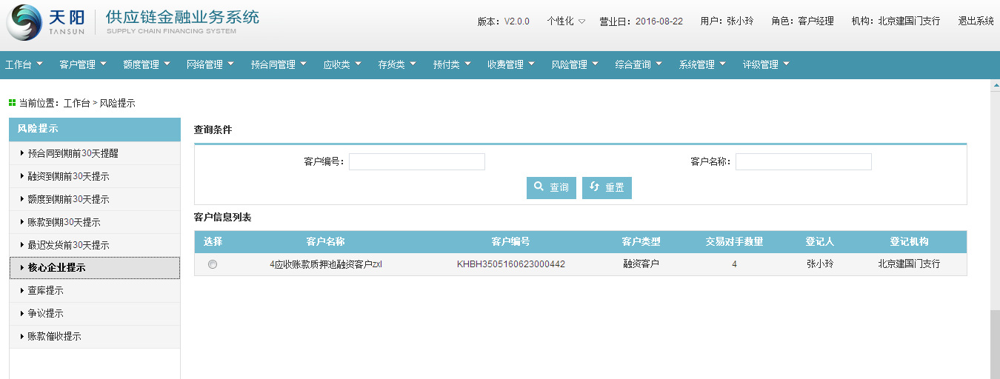 天阳 TANSUN 供应链金融业务系统
SUPPLY CHAIN FINANCING SYSTEM
版本：V2.0.0 个性化 营业日：2016-08-22 用户：张小玲 角色：客户经理 机构：北京建国门支行 退出系统
工作台 客户管理 额度管理 网络管理 预合同管理 应收类 存货类 预付类 收费管理 风险管理 综合查询 系统管理 评级管理
当前位置：工作台 > 风险提示
风险提示
预合同到期前30天提醒
融资到期前30天提示
额度到期前30天提示
账款到期30天提示
最迟发货前30天提示
核心企业提示
查库提示
争议提示
账款催收提示
查询条件
客户编号： 客户名称：
查询 重置
客户信息列表
选择 客户名称 客户编号 客户类型 交易对手数量 登记人 登记机构
4应收账款质押池融资客户zxl KHBH3505160623000442 融资客户 4 张小玲 北京建国门支行